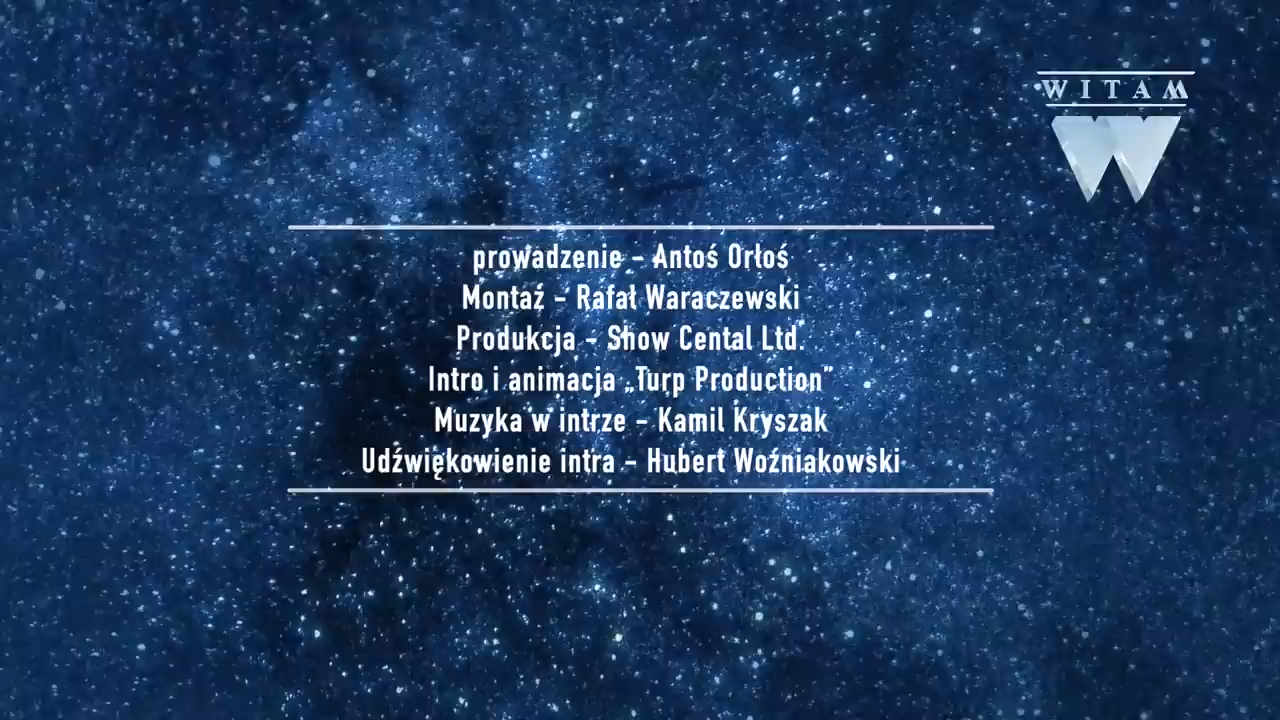 WITAM
W
prowadzenie – Antoś Orłoś
Montaź – Rafał Waraczewski
Produkcja – Show Cental Ltd.
Intro i animacja „Turp Production”
Muzyka w intrze – Kamil Kryszak
Udźwiękowienie intra – Hubert Woźniakowski